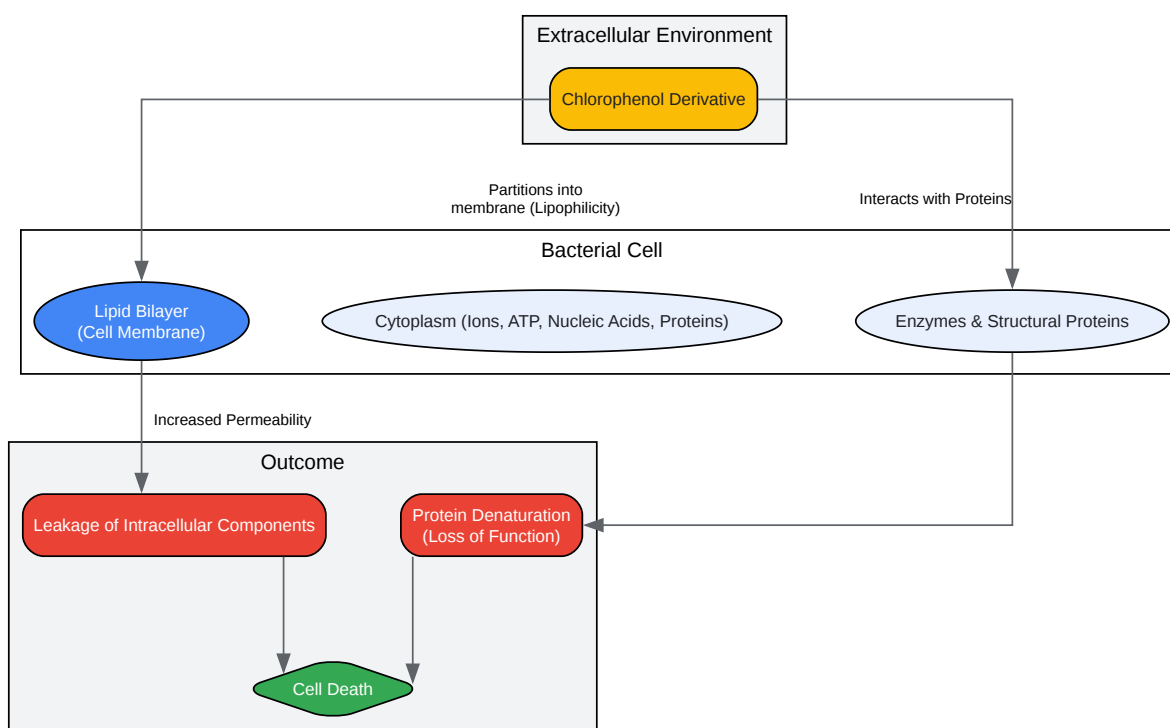 Extracellular Environment
Chlorophenol Derivative
Partitions into
membrane (Lipophilicity)
Interacts with Proteins
Bacterial Cell
Lipid Bilayer
(Cell Membrane)
Cytoplasm (Ions, ATP, Nucleic Acids, Proteins)
Enzymes & Structural Proteins
Increased Permeability
Outcome
Leakage of Intracellular Components
Protein Denaturation
(Loss of Function)
Cell Death